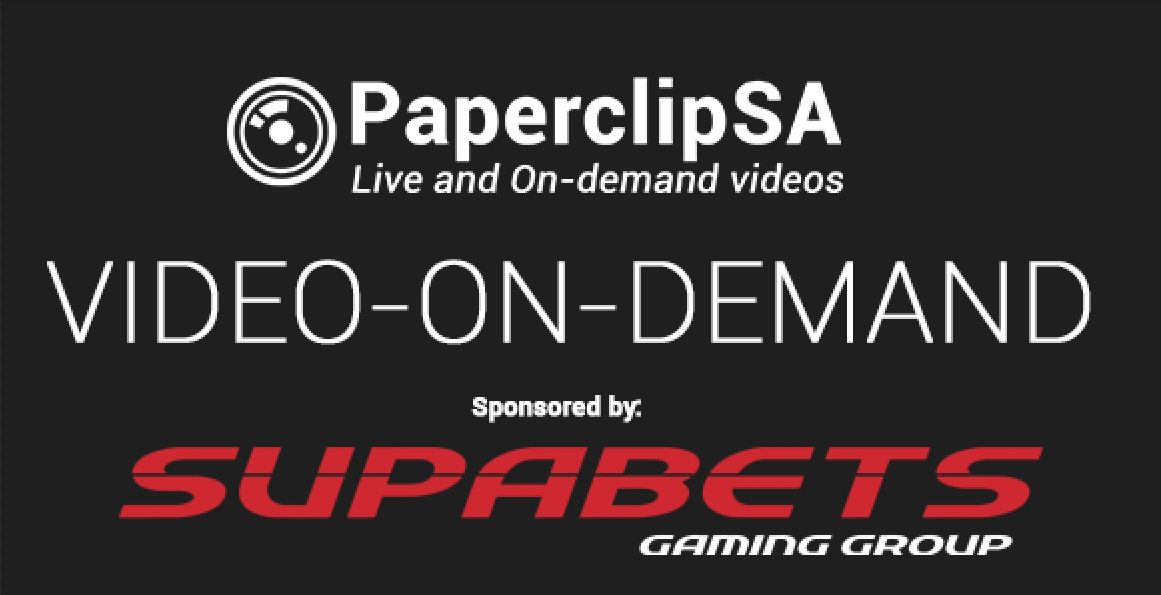 PaperclipSA
Live and On-demand videos
VIDEO-ON-DEMAND
Sponsored by:
SUPABETS
GAMING GROUP